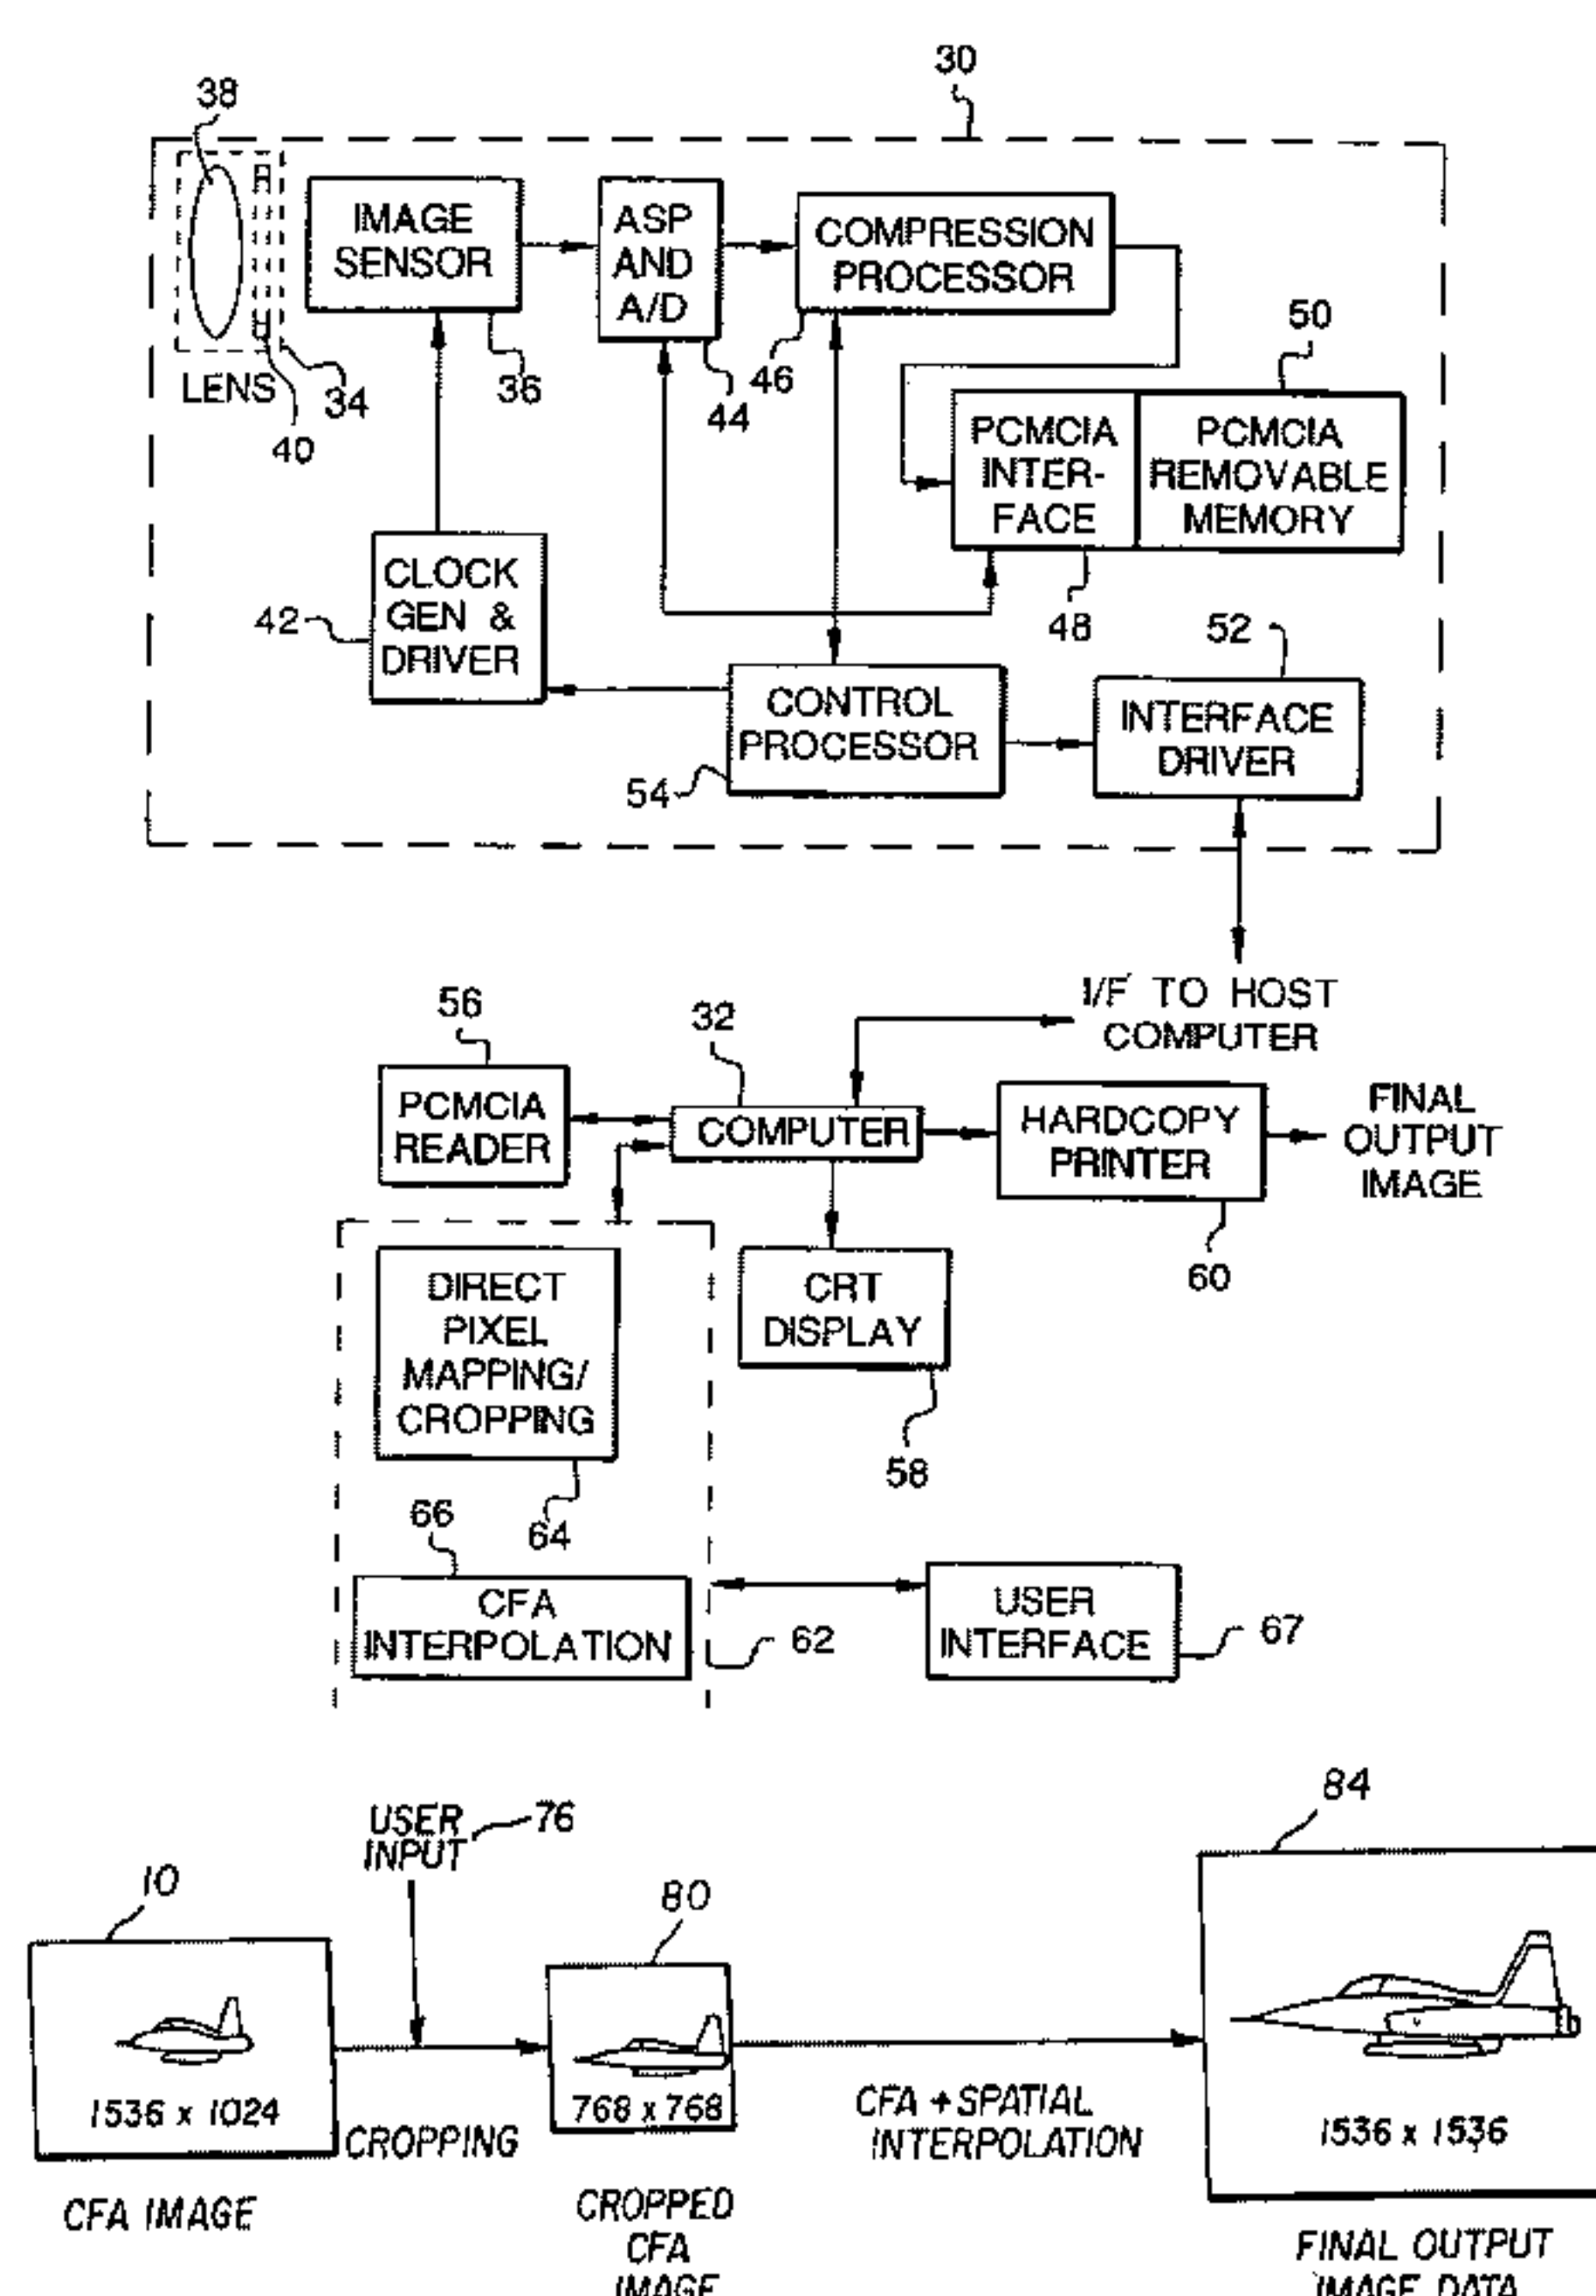 30
38
IMAGE
SENSOR
ASP
AND
A/D
COMPRESSION
PROCESSOR
50
46
LENS
34
36
44
40
PCMCIA
INTER-
FACE
PCMCIA
REMOVABLE
MEMORY
CLOCK
GEN &
DRIVER
42
48
52
CONTROL
PROCESSOR
INTERFACE
DRIVER
54
I/F TO HOST
COMPUTER
56
32
PCMCIA
READER
COMPUTER
HARDCOPY
PRINTER
FINAL
OUTPUT
IMAGE
60
DIRECT
PIXEL
MAPPING/
CROPPING
CRT
DISPLAY
58
64
66
CFA
INTERPOLATION
62
USER
INTERFACE
67
USER
INPUT
76
84
10
80
1536 x 1024
CROPPING
768 x 768
CFA + SPATIAL
INTERPOLATION
1536 x 1536
CFA IMAGE
CROPPED
CFA
IMAGE
FINAL OUTPUT
IMAGE DATA